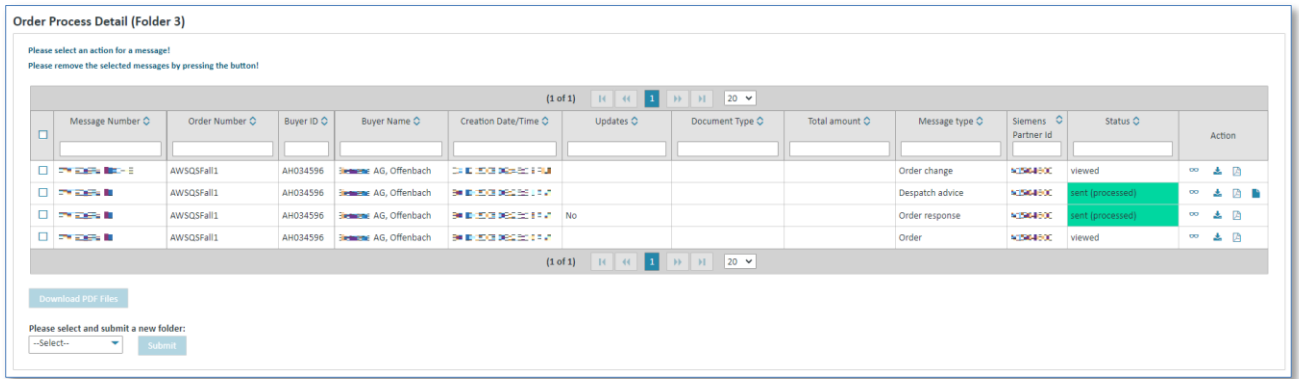 Order Process Detail (Folder 3)
Please select an action for a message!
Please remove the selected messages by pressing the button!
(1 of 1) 1 20
Message Number Order Number Buyer ID Buyer Name Creation Date/Time Updates Document Type Total amount Message type Siemens Partner Id Status Action
AWSQSFall1 AH034596 AG, Offenbach Order change viewed
AWSQSFall1 AH034596 AG, Offenbach Despatch advice sent (processed)
AWSQSFall1 AH034596 AG, Offenbach No Order response sent (processed)
AWSQSFall1 AH034596 AG, Offenbach Order viewed
(1 of 1) 1 20
Download PDF Files
Please select and submit a new folder:
--Select-- Submit